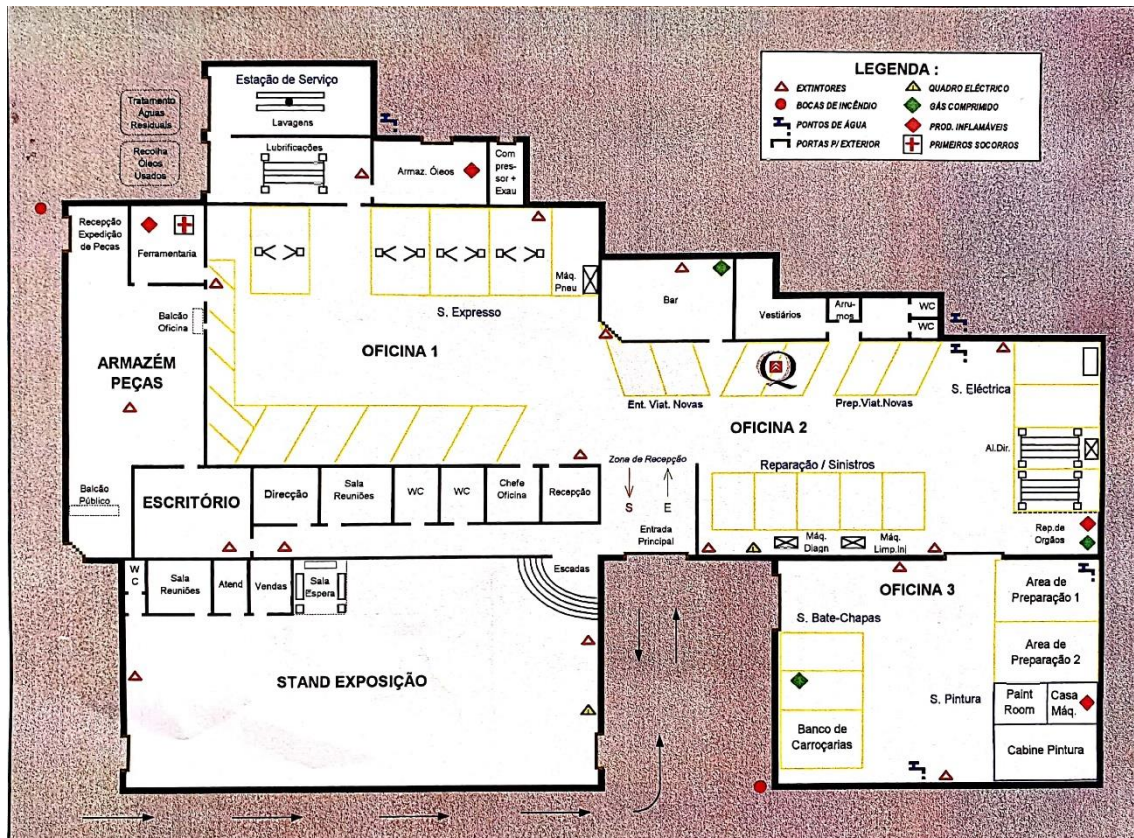 Estação de Serviço
Lavagens
Lubrificações
Tratamento
Águas
Residuais
Recolha
Óleos
Usados
Armaz. Óleos
Com
pres-
sor +
Exau
LEGENDA :
EXTINTORES
BOCAS DE INCÊNDIO
PONTOS DE ÁGUA
PORTAS P/ EXTERIOR
QUADRO ELÉCTRICO
GÁS COMPRIMIDO
PROD. INFLAMÁVEIS
PRIMEIROS SOCORROS
Recepção
Expedição
de Peças
Ferramentaria
Balcão
Oficina
ARMAZÉM
PEÇAS
Balcão
Público
Máq.
Pneu
S. Expresso
OFICINA 1
Bar
Vestiários
Arru-
mos
WC
WC
Ent. Viat. Novas
Q
Prep.Viat.Novas
OFICINA 2
S. Eléctrica
Al.Dir.
Reparação / Sinistros
Zona de Recepção
S
E
Entrada
Principal
Máq.
Diagn
Máq.
Limp.Inj
Rep.de
Orgãos
ESCRITÓRIO
Direcção
Sala
Reuniões
WC
WC
Chefe
Oficina
Recepção
W
C
Sala
Reuniões
Atend
Vendas
Sala
Espera
Escadas
STAND EXPOSIÇÃO
OFICINA 3
S. Bate-Chapas
Area de
Preparação 1
Area de
Preparação 2
S. Pintura
Paint
Room
Casa
Máq.
Banco de
Carroçarias
Cabine Pintura